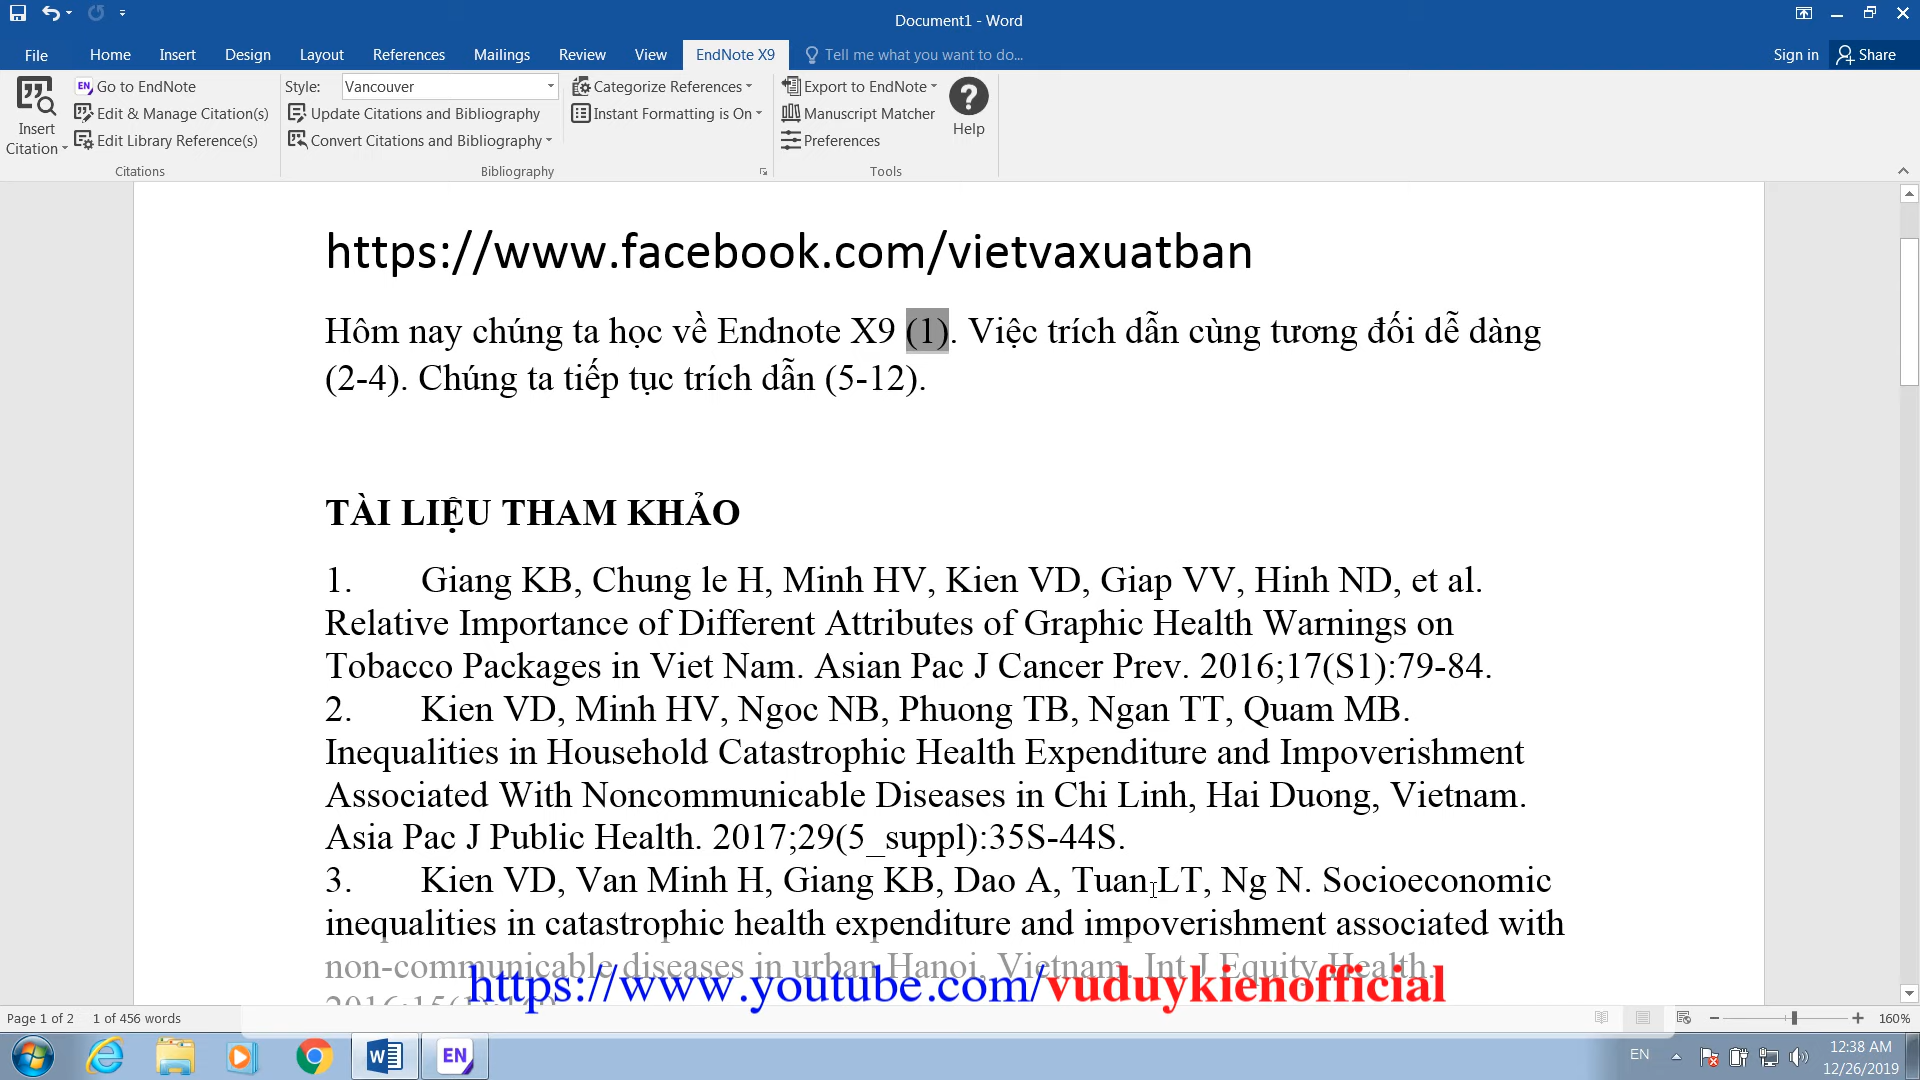 Document1 - Word
File Home Insert Design Layout References Mailings Review View EndNote X9 Tell me what you want to do... Sign in Share
Insert Citation
Go to EndNote
Edit & Manage Citation(s)
Edit Library Reference(s)
Citations
Style: Vancouver
Update Citations and Bibliography
Convert Citations and Bibliography
Bibliography
Categorize References
Instant Formatting is On
Export to EndNote
Manuscript Matcher
Preferences
Tools
Help
https://www.facebook.com/vietvaxuatban
Hôm nay chúng ta học về Endnote X9 (1). Việc trích dẫn cùng tương đối dễ dàng
(2-4). Chúng ta tiếp tục trích dẫn (5-12).
TÀI LIỆU THAM KHẢO
1. Giang KB, Chung le H, Minh HV, Kien VD, Giap VV, Hinh ND, et al.
Relative Importance of Different Attributes of Graphic Health Warnings on
Tobacco Packages in Viet Nam. Asian Pac J Cancer Prev. 2016;17(S1):79-84.
2. Kien VD, Minh HV, Ngoc NB, Phuong TB, Ngan TT, Quam MB.
Inequalities in Household Catastrophic Health Expenditure and Impoverishment
Associated With Noncommunicable Diseases in Chi Linh, Hai Duong, Vietnam.
Asia Pac J Public Health. 2017;29(5_suppl):35S-44S.
3. Kien VD, Van Minh H, Giang KB, Dao A, Tuan LT, Ng N. Socioeconomic
inequalities in catastrophic health expenditure and impoverishment associated with
non-communicable diseases in urban Hanoi, Vietnam. Int J Equity Health.
https://www.youtube.com/vuduykienofficial
Page 1 of 2 1 of 456 words 160%
EN
EN 12:38 AM
12/26/2019